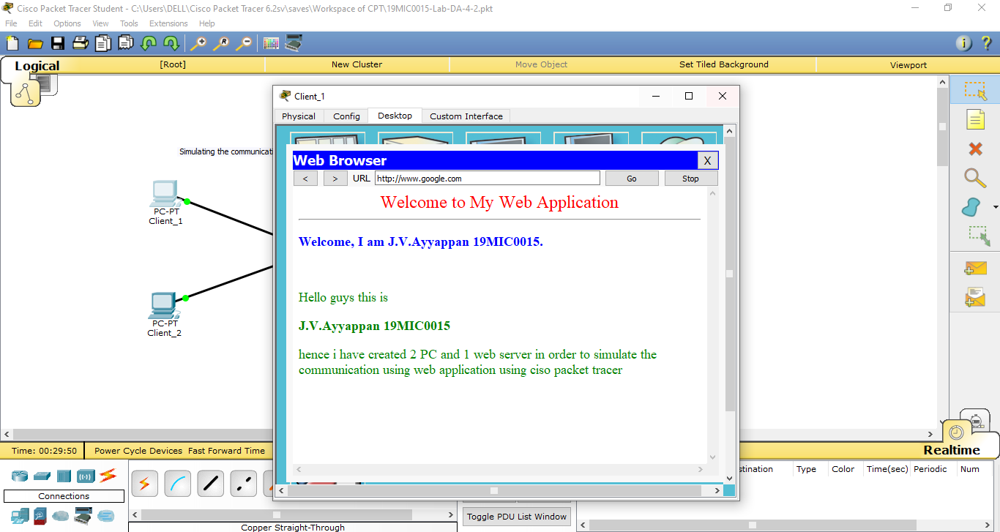 Cisco Packet Tracer Student - C:\Users\DELL\Cisco Packet Tracer 6.2sv\saves\Workspace of CPT\19MIC0015-Lab-DA-4-2.pkt
File Edit Options View Tools Extensions Help
Logical [Root] New Cluster Move Object Set Tiled Background Viewport
Client_1
Physical Config Desktop Custom Interface
Simulating the communicati
Web Browser X
< > URL http://www.google.com Go Stop
Welcome to My Web Application
Welcome, I am J.V.Ayyappan 19MIC0015.
Hello guys this is
J.V.Ayyappan 19MIC0015
hence i have created 2 PC and 1 web server in order to simulate the
communication using web application using ciso packet tracer
PC-PT
Client_1
PC-PT
Client_2
Time: 00:29:50 Power Cycle Devices Fast Forward Time Realtime
stination Type Color Time(sec) Periodic Num
Connections
Toggle PDU List Window
Copper Straight-Through